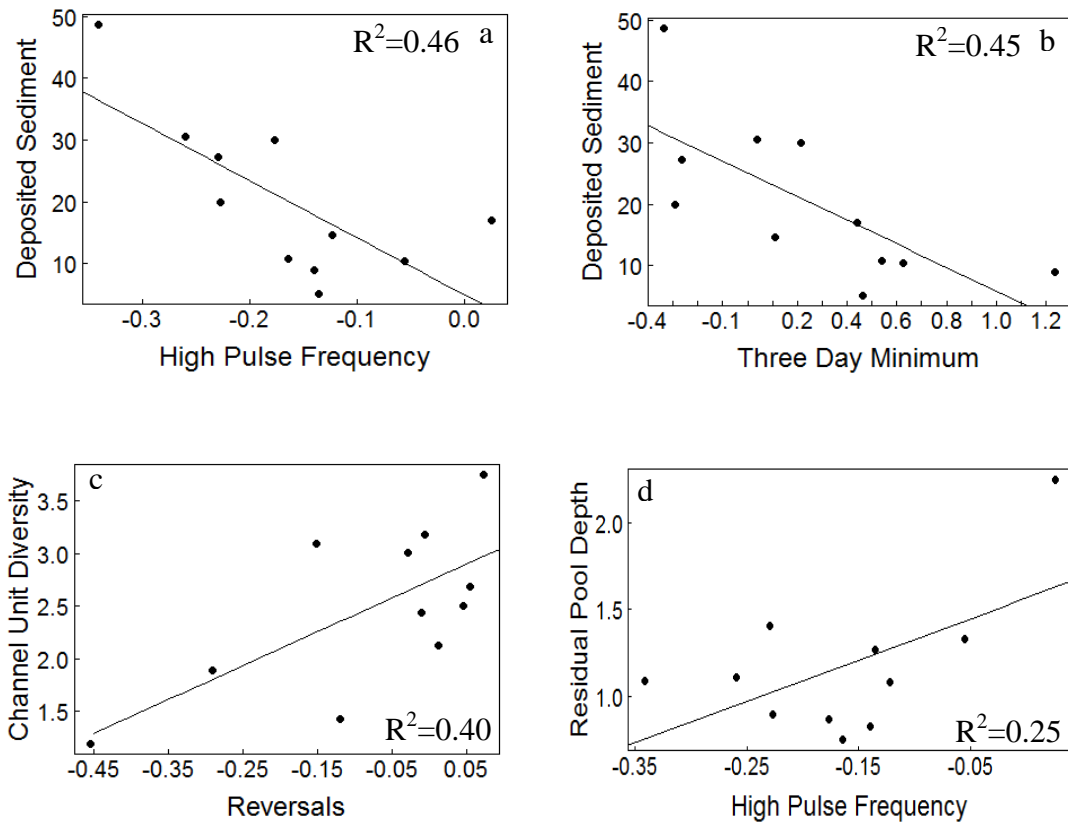 a
R²=0.46
Deposited Sediment
50
40
30
20
10
-0.3
-0.2
-0.1
0.0
High Pulse Frequency
b
R²=0.45
Deposited Sediment
50
40
30
20
10
-0.4
-0.1
0.2
0.4
0.6
0.8
1.0
1.2
Three Day Minimum
c
Channel Unit Diversity
3.5
3.0
2.5
2.0
1.5
R²=0.40
-0.45
-0.35
-0.25
-0.15
-0.05
0.05
Reversals
d
Residual Pool Depth
2.0
1.5
1.0
R²=0.25
-0.35
-0.25
-0.15
-0.05
High Pulse Frequency